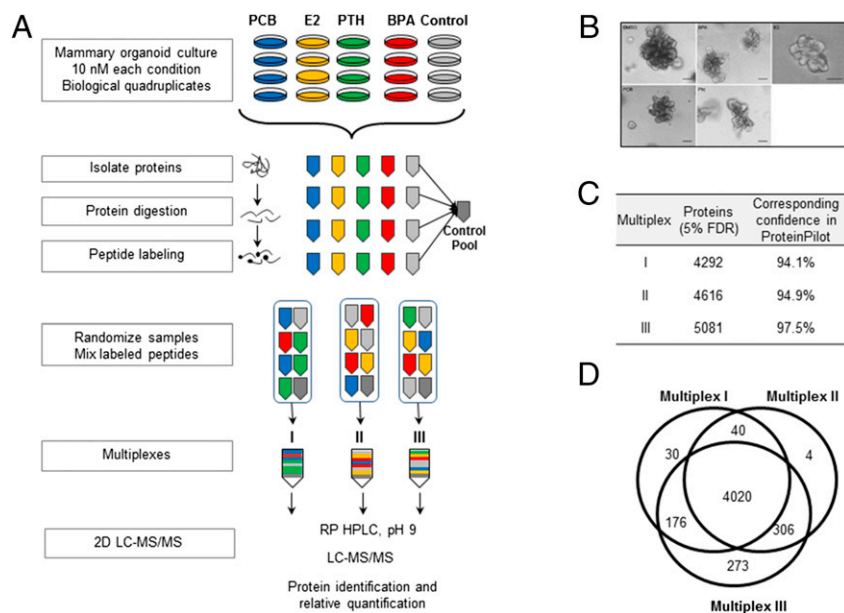 A
PCB E2 PTH BPA Control
Mammary organoid culture
10 nM each condition
Biological quadruplicates
Isolate proteins
Protein digestion
Peptide labeling
Control
Pool
Randomize samples
Mix labeled peptides
I II III
Multiplexes
2D LC-MS/MS
RP HPLC, pH 9
LC-MS/MS
Protein identification and
relative quantification
B
DMSO BPA E2
PCB
C
Multiplex Proteins (5% FDR) Corresponding confidence in ProteinPilot
I 4292 94.1%
II 4616 94.9%
III 5081 97.5%
D
Multiplex I Multiplex II
40
30 4
4020
176 306
273
Multiplex III